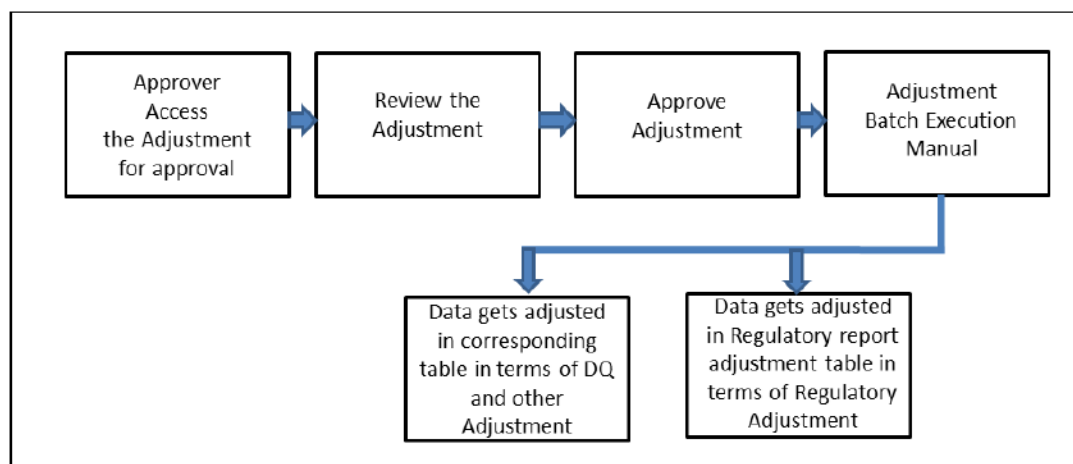 Approver
Access
the Adjustment
for approval
Review the
Adjustment
Approve
Adjustment
Adjustment
Batch Execution
Manual
Data gets adjusted
in corresponding
table in terms of DQ
and other
Adjustment
Data gets adjusted
in Regulatory report
adjustment table in
terms of Regulatory
Adjustment